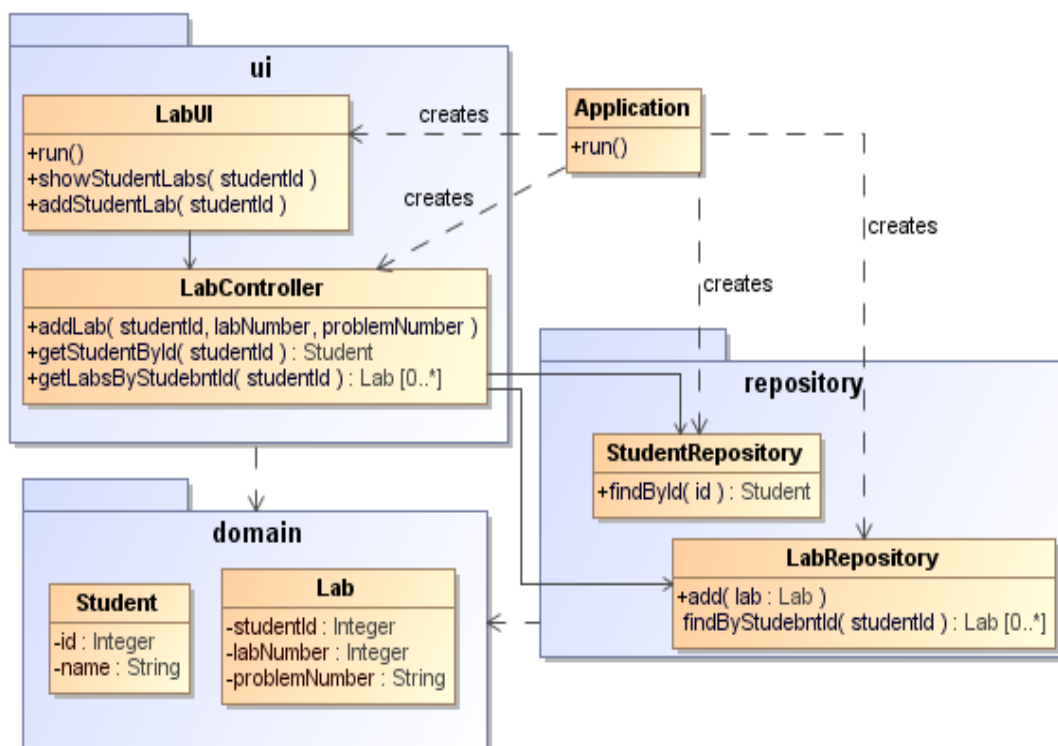 ui
LabUI
+run()
+showStudentLabs( studentId )
+addStudentLab( studentId )
LabController
+addLab( studentId, labNumber, problemNumber )
+getStudentById( studentId ) : Student
+getLabsByStudebntId( studentId ) : Lab [0..*]
creates
creates
Application
+run()
creates
creates
repository
StudentRepository
+findById( id ) : Student
LabRepository
+add( lab : Lab )
findByStudebntId( studentId ) : Lab [0..*]
domain
Student
-id : Integer
-name : String
Lab
-studentId : Integer
-labNumber : Integer
-problemNumber : String